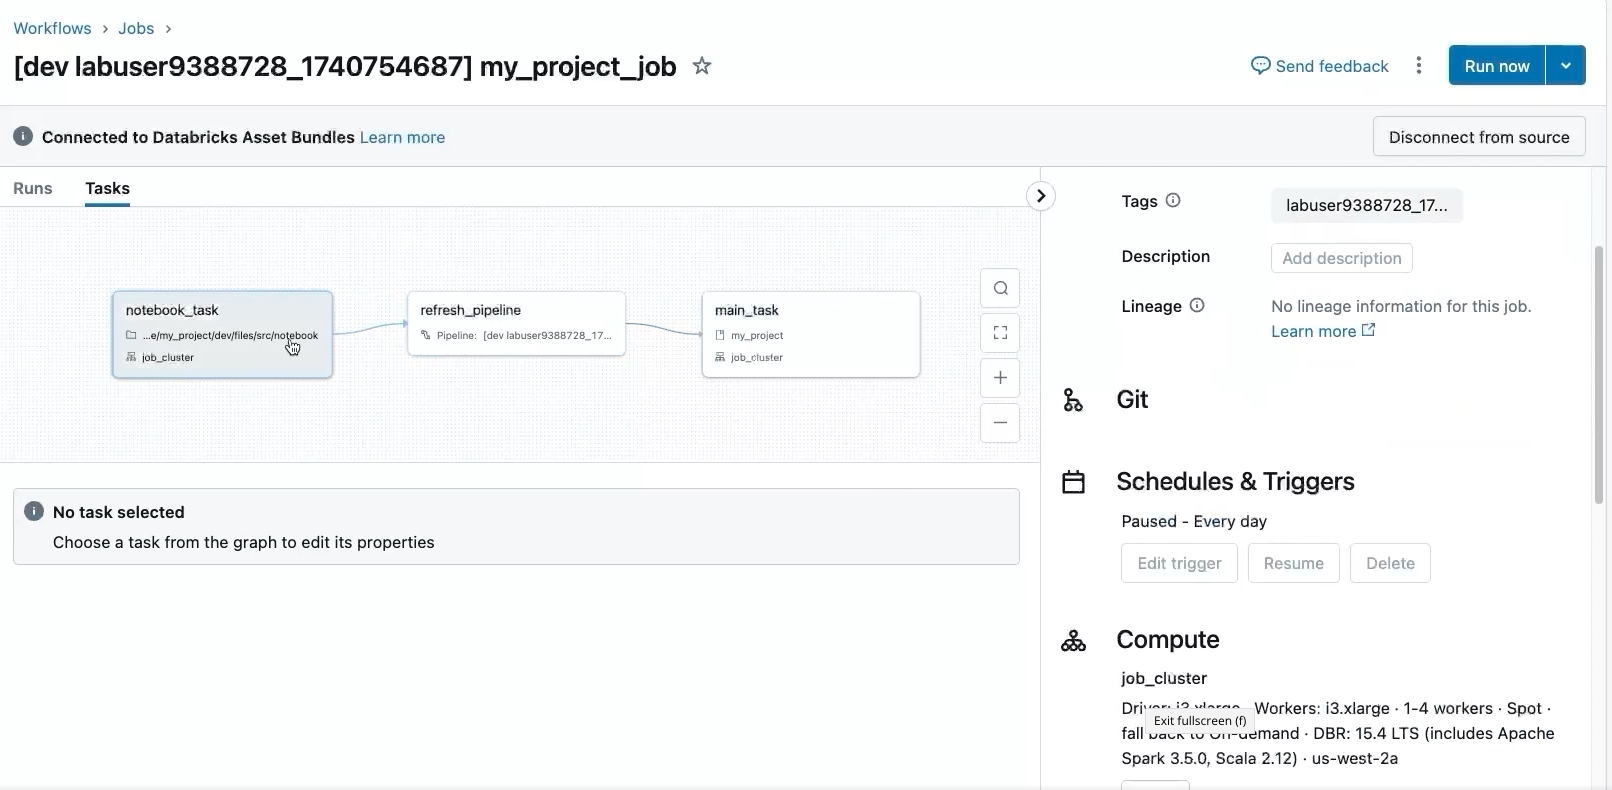 Workflows > Jobs >
[dev labuser9388728_1740754687] my_project_job
Send feedback
Run now
Connected to Databricks Asset Bundles Learn more
Disconnect from source
Runs Tasks
notebook_task
...e/my_project/dev/files/src/notebook
job_cluster
refresh_pipeline
Pipeline: [dev labuser9388728_17...
main_task
my_project
job_cluster
No task selected
Choose a task from the graph to edit its properties
Tags
labuser9388728_17...
Description
Add description
Lineage
No lineage information for this job.
Learn more
Git
Schedules & Triggers
Paused - Every day
Edit trigger Resume Delete
Compute
job_cluster
Driver: i3.xlarge · Workers: i3.xlarge · 1-4 workers · Spot ·
fall back to On-demand · DBR: 15.4 LTS (includes Apache
Spark 3.5.0, Scala 2.12) · us-west-2a
Exit fullscreen (f)